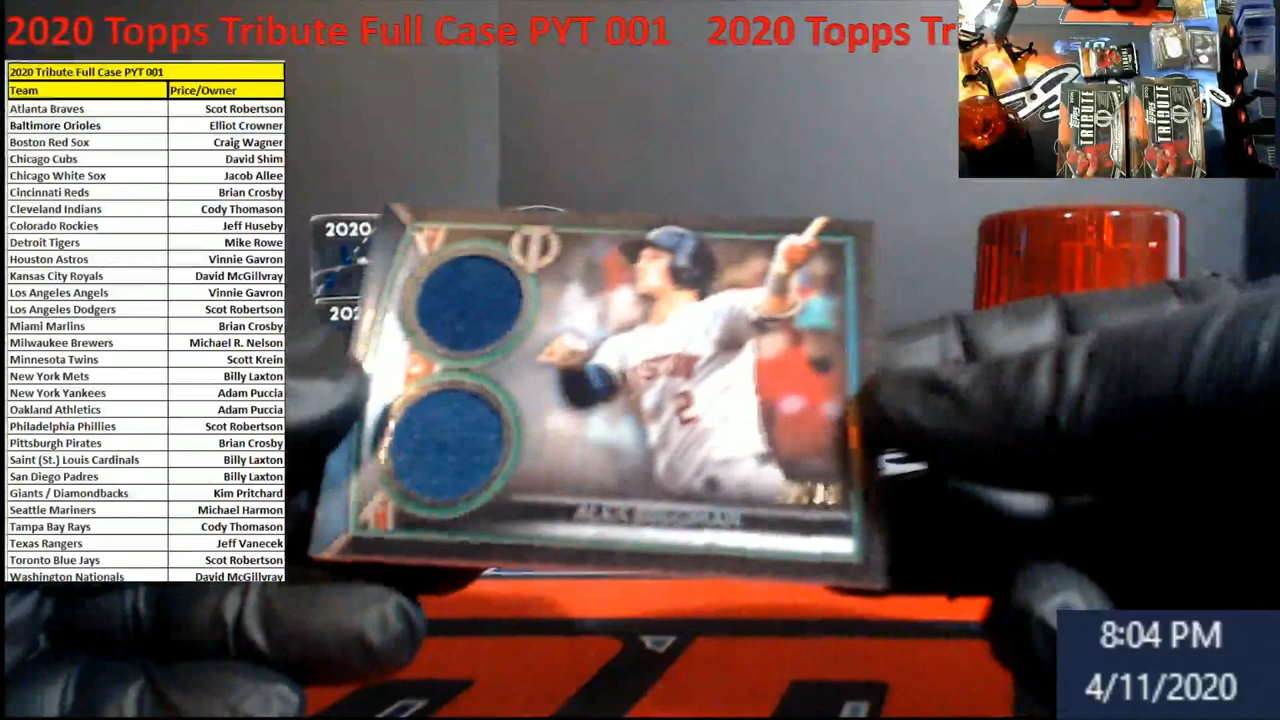 2020 Topps Tribute Full Case PYT 001 2020 Topps Tr
2020 Tribute Full Case PYT 001
Team Price/Owner
Atlanta Braves Scot Robertson
Baltimore Orioles Elliot Crowner
Boston Red Sox Craig Wagner
Chicago Cubs David Shim
Chicago White Sox Jacob Allee
Cincinnati Reds Brian Crosby
Cleveland Indians Cody Thomason
Colorado Rockies Jeff Huseby
Detroit Tigers Mike Rowe
Houston Astros Vinnie Gavron
Kansas City Royals David McGillvray
Los Angeles Angels Vinnie Gavron
Los Angeles Dodgers Scot Robertson
Miami Marlins Brian Crosby
Milwaukee Brewers Michael R. Nelson
Minnesota Twins Scott Krein
New York Mets Billy Laxton
New York Yankees Adam Puccia
Oakland Athletics Adam Puccia
Philadelphia Phillies Scot Robertson
Pittsburgh Pirates Brian Crosby
Saint (St.) Louis Cardinals Billy Laxton
San Diego Padres Billy Laxton
Giants / Diamondbacks Kim Pritchard
Seattle Mariners Michael Harmon
Tampa Bay Rays Cody Thomason
Texas Rangers Jeff Vanecek
Toronto Blue Jays Scot Robertson
Washington Nationals David McGillvray
2020
202
2
ALEX BREGMAN
Topps TRIBUTE
Topps TRIBUTE
8:04 PM
4/11/2020